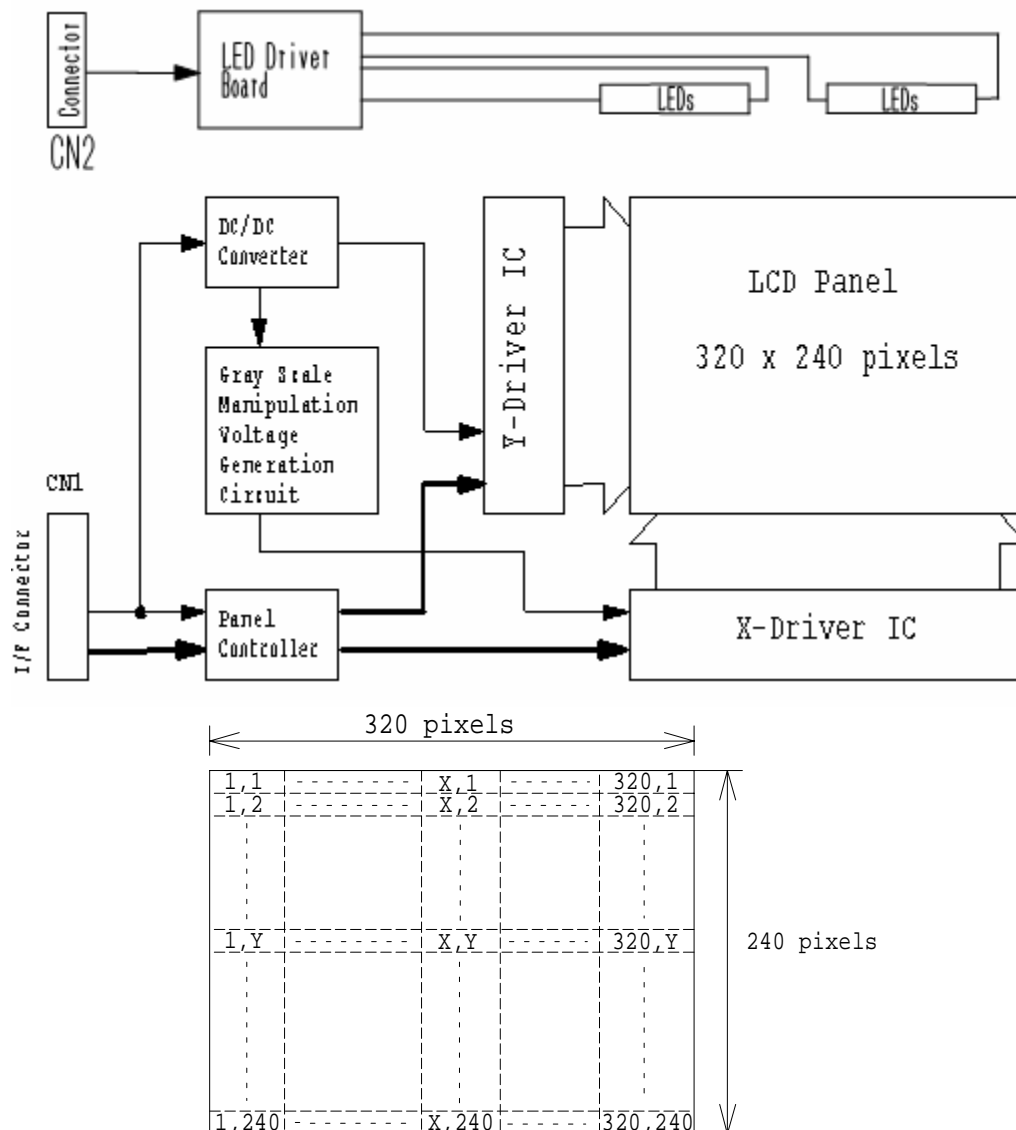 Connector
CN2
LED Driver
Board
LEDs
LEDs
DC/DC
Converter
Gray Scale
Manipulation
Voltage
Generation
Circuit
Y-Driver IC
LCD Panel
320 x 240 pixels
CN1
I/F Connector
Panel
Controller
X-Driver IC
320 pixels
1,1 X,1 320,1
1,2 X,2 320,2
1,Y X,Y 320,Y
240 pixels
1,240 X,240 320,240